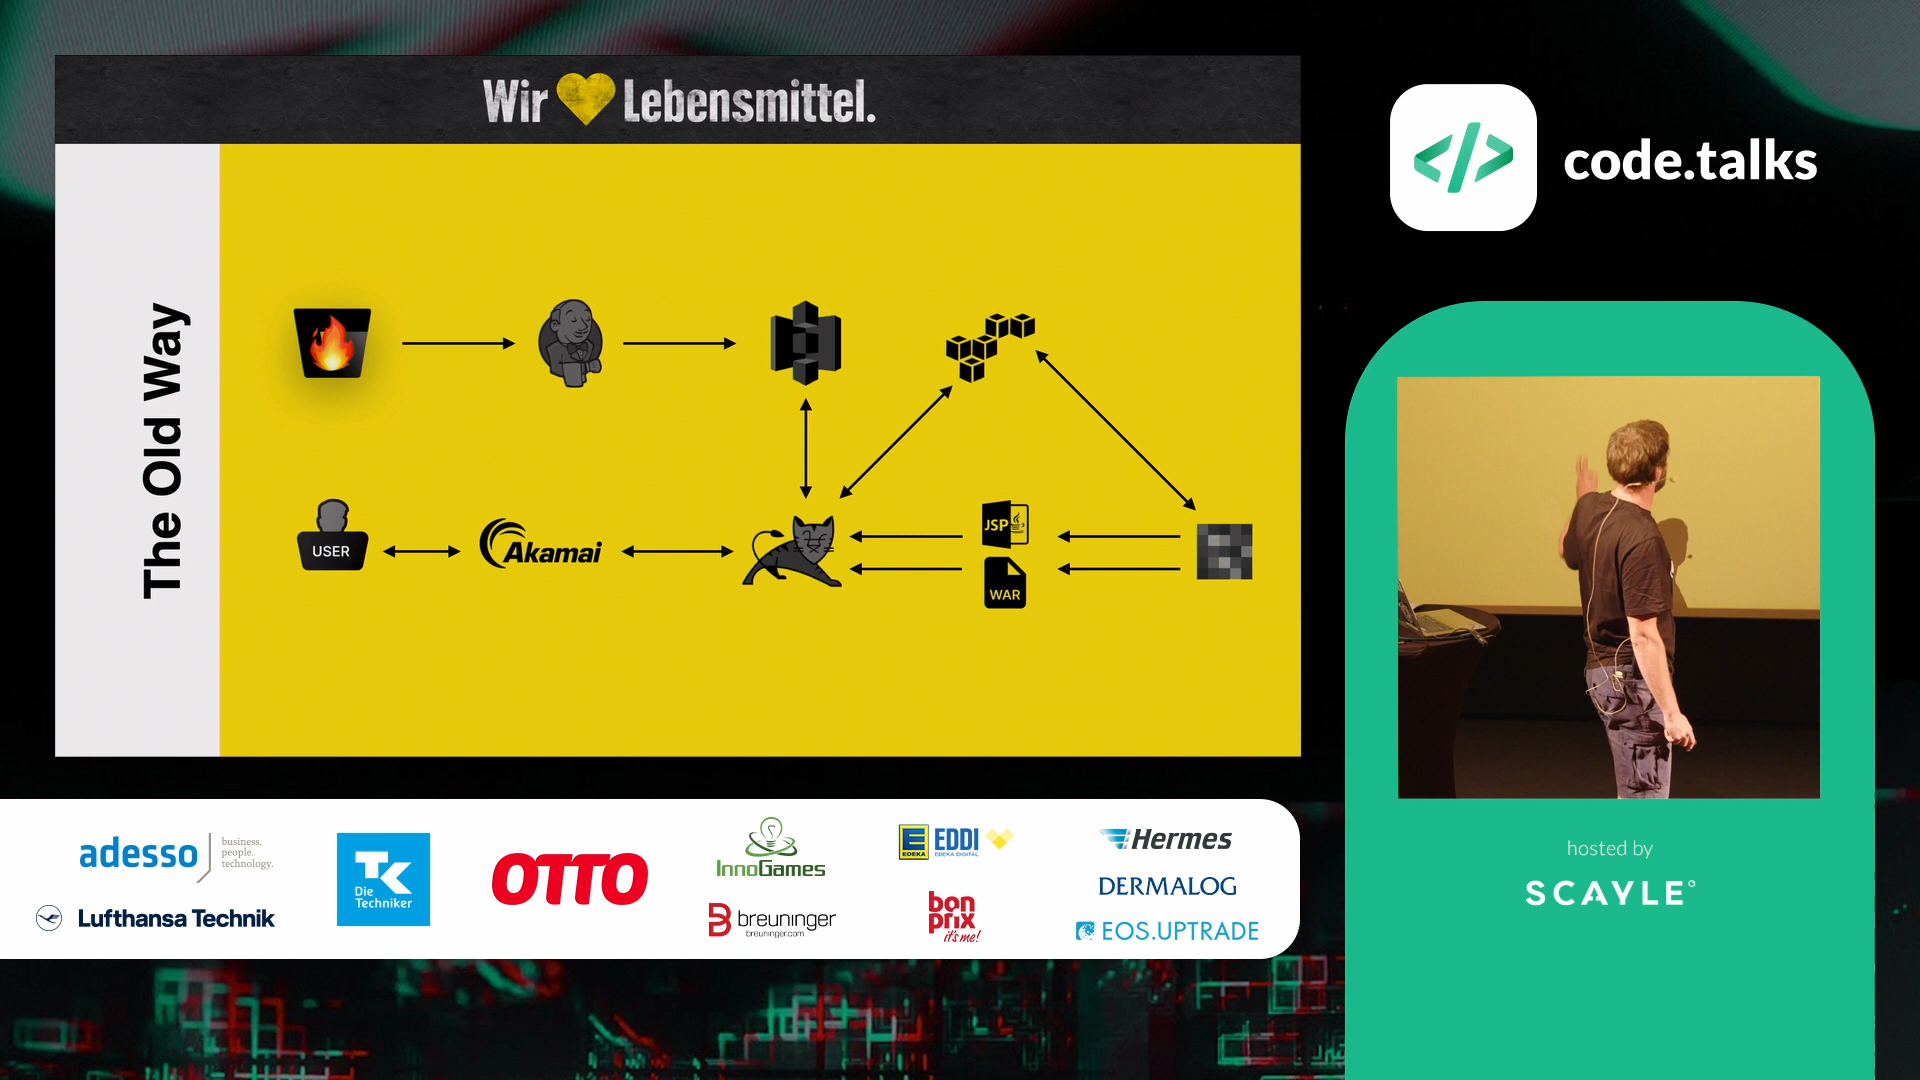 Wir Lebensmittel.
The Old Way
USER
Akamai
JSP
WAR
</> code.talks
adesso
business.
people.
technology.
Lufthansa Technik
TK
Die
Techniker
OTTO
InnoGames
breuninger
breuninger.com
E
EDEKA
EDDI
EDEKA DIGITAL
bon
prix
it's me!
Hermes
DERMALOG
EOS.UPTRADE
hosted by
SCAYLE